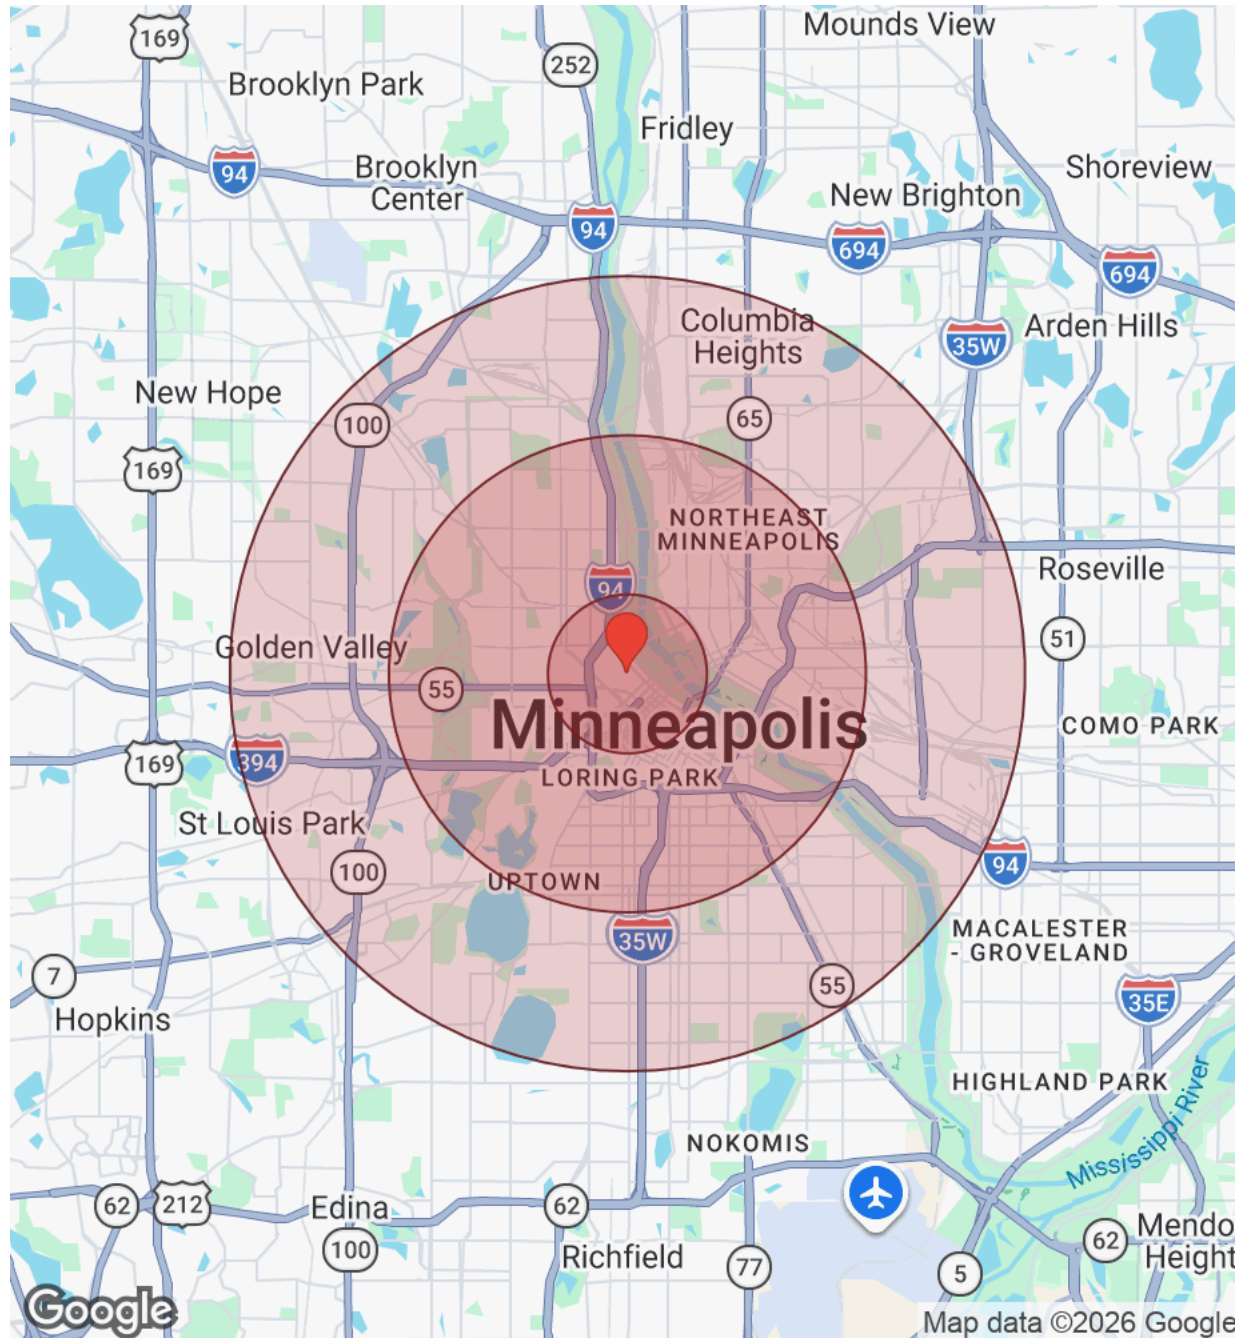 Mounds View
169
252
Brooklyn Park
Fridley
Brooklyn
Center
94
Shoreview
New Brighton
94
694
694
Columbia
Heights
35W
Arden Hills
New Hope
100
65
169
NORTHEAST
MINNEAPOLIS
Roseville
94
51
Golden Valley
55
Minneapolis
COMO PARK
169
394
LORING PARK
St Louis Park
100
UPTOWN
94
35W
MACALESTER
- GROVELAND
7
55
35E
Hopkins
HIGHLAND PARK
Mississippi River
NOKOMIS
62
212
Edina
62
100
Richfield
77
5
62
Mendo
Height
Google
Map data ©2026 Google